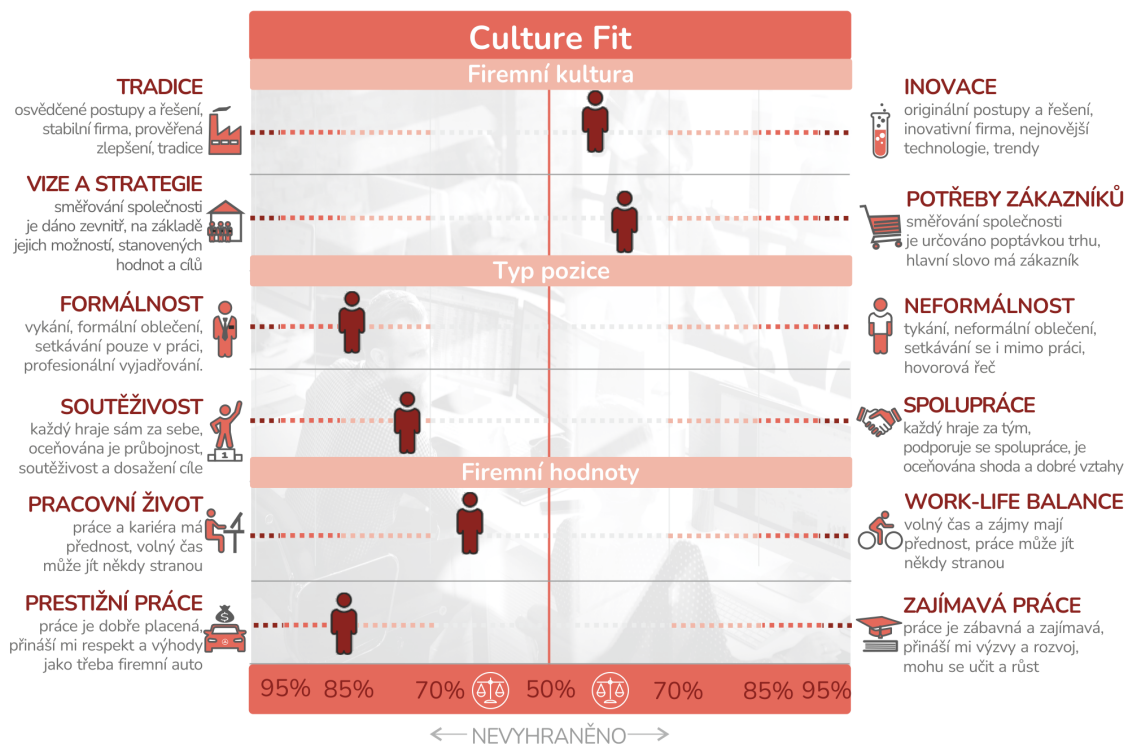 Culture Fit
Firemní kultura
TRADICE
osvědčené postupy a řešení,
stabilní firma, prověřená
zlepšení, tradice
INOVACE
originální postupy a řešení,
inovativní firma, nejnovější
technologie, trendy
VIZE A STRATEGIE
směřování společnosti
je dáno zevnitř, na základě
jejich možností, stanovených
hodnot a cílů
POTŘEBY ZÁKAZNÍKŮ
směřování společnosti
je určováno poptávkou trhu,
hlavní slovo má zákazník
Typ pozice
FORMÁLNOST
vykání, formální oblečení,
setkávání pouze v práci,
profesionální vyjadřování.
NEFORMÁLNOST
tykání, neformální oblečení,
setkávání se i mimo práci,
hovorová řeč
SOUTĚŽIVOST
každý hraje sám za sebe,
oceňována je průbojnost,
soutěživost a dosažení cíle
1
SPOLUPRÁCE
každý hraje za tým,
podporuje se spolupráce, je
oceňována shoda a dobré vztahy
Firemní hodnoty
PRACOVNÍ ŽIVOT
práce a kariéra má
přednost, volný čas
může jít někdy stranou
WORK-LIFE BALANCE
volný čas a zájmy mají
přednost, práce může jít
někdy stranou
PRESTIŽNÍ PRÁCE
práce je dobře placená,
přináší mi respekt a výhody
jako třeba firemní auto
$
ZAJÍMAVÁ PRÁCE
práce je zábavná a zajímavá,
přináší mi výzvy a rozvoj,
mohu se učit a růst
95% 85% 70% 50% 70% 85% 95%
NEVYHRANĚNO